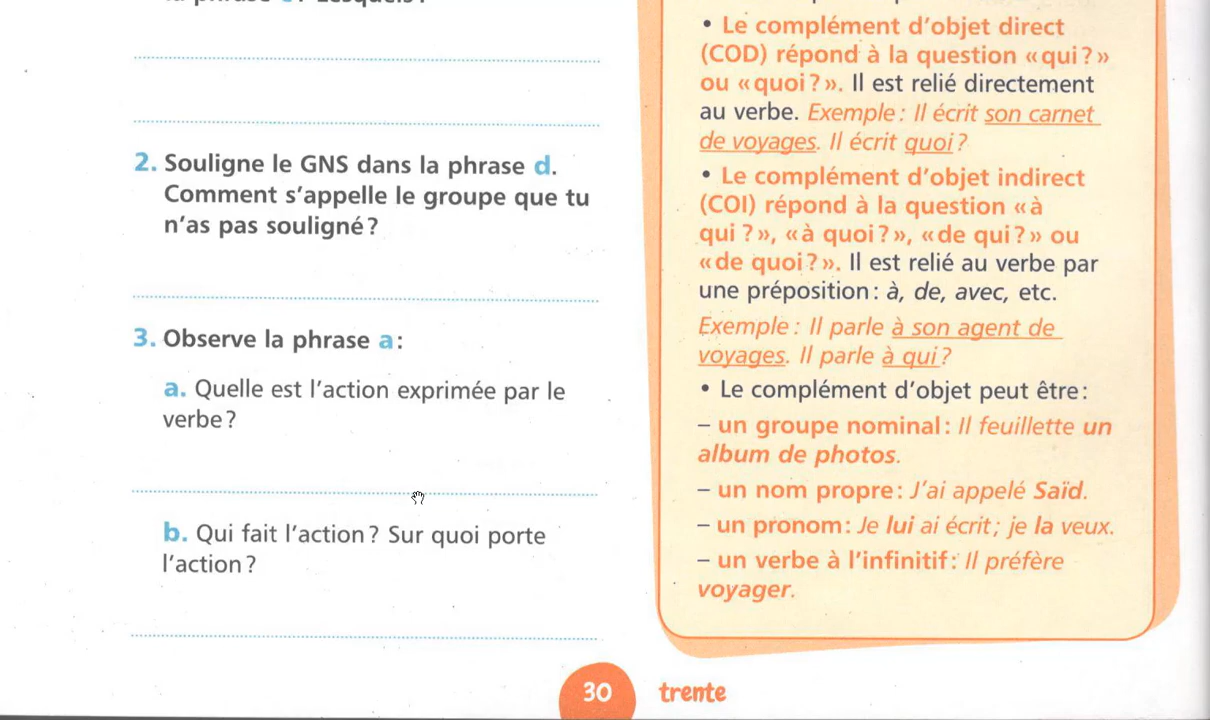 2. Souligne le GNS dans la phrase d.
Comment s'appelle le groupe que tu
n'as pas souligné ?
3. Observe la phrase a :
a. Quelle est l'action exprimée par le
verbe ?
b. Qui fait l'action ? Sur quoi porte
l'action ?
• Le complément d'objet direct
(COD) répond à la question « qui ? »
ou « quoi ? ». Il est relié directement
au verbe. Exemple : Il écrit son carnet
de voyages. Il écrit quoi ?
• Le complément d'objet indirect
(COI) répond à la question « à
qui ? », « à quoi ? », « de qui ? » ou
« de quoi ? ». Il est relié au verbe par
une préposition : à, de, avec, etc.
Exemple : Il parle à son agent de
voyages. Il parle à qui ?
• Le complément d'objet peut être :
– un groupe nominal : Il feuillette un
album de photos.
– un nom propre : J'ai appelé Saïd.
– un pronom : Je lui ai écrit ; je la veux.
– un verbe à l'infinitif : Il préfère
voyager.
30 trente